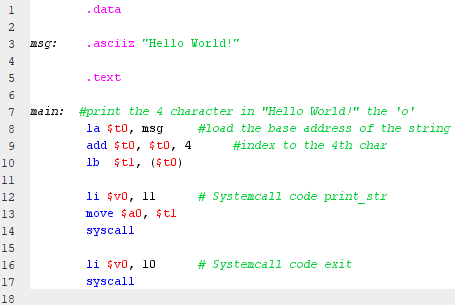 1 .data
2
3 msg: .asciiz "Hello World!"
4
5 .text
6
7 main: #print the 4 character in "Hello World!" the 'o'
8 la $t0, msg #load the base address of the string
9 add $t0, $t0, 4 #index to the 4th char
10 lb $t1, ($t0)
11
12 li $v0, 11 # Systemcall code print_str
13 move $a0, $t1
14 syscall
15
16 li $v0, 10 # Systemcall code exit
17 syscall
18